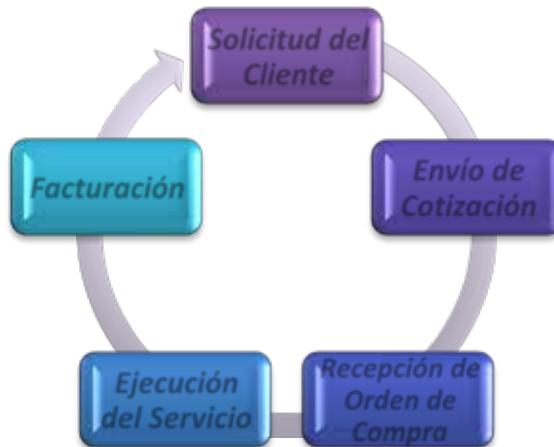 Solicitud del
Cliente
Envío de
Cotización
Recepción de
Orden de
Compra
Ejecución
del Servicio
Facturación